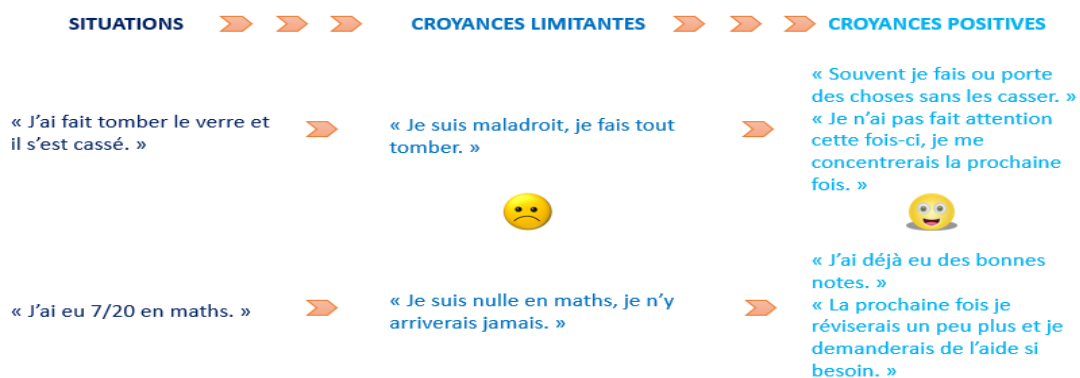 SITUATIONS
CROYANCES LIMITANTES
CROYANCES POSITIVES
« J’ai fait tomber le verre et
il s’est cassé. »
« Je suis maladroit, je fais tout
tomber. »
« Souvent je fais ou porte
des choses sans les casser. »
« Je n’ai pas fait attention
cette fois-ci, je me
concentrerais la prochaine
fois. »
« J’ai eu 7/20 en maths. »
« Je suis nulle en maths, je n’y
arriverais jamais. »
« J’ai déjà eu des bonnes
notes. »
« La prochaine fois je
réviserais un peu plus et je
demanderais de l’aide si
besoin. »